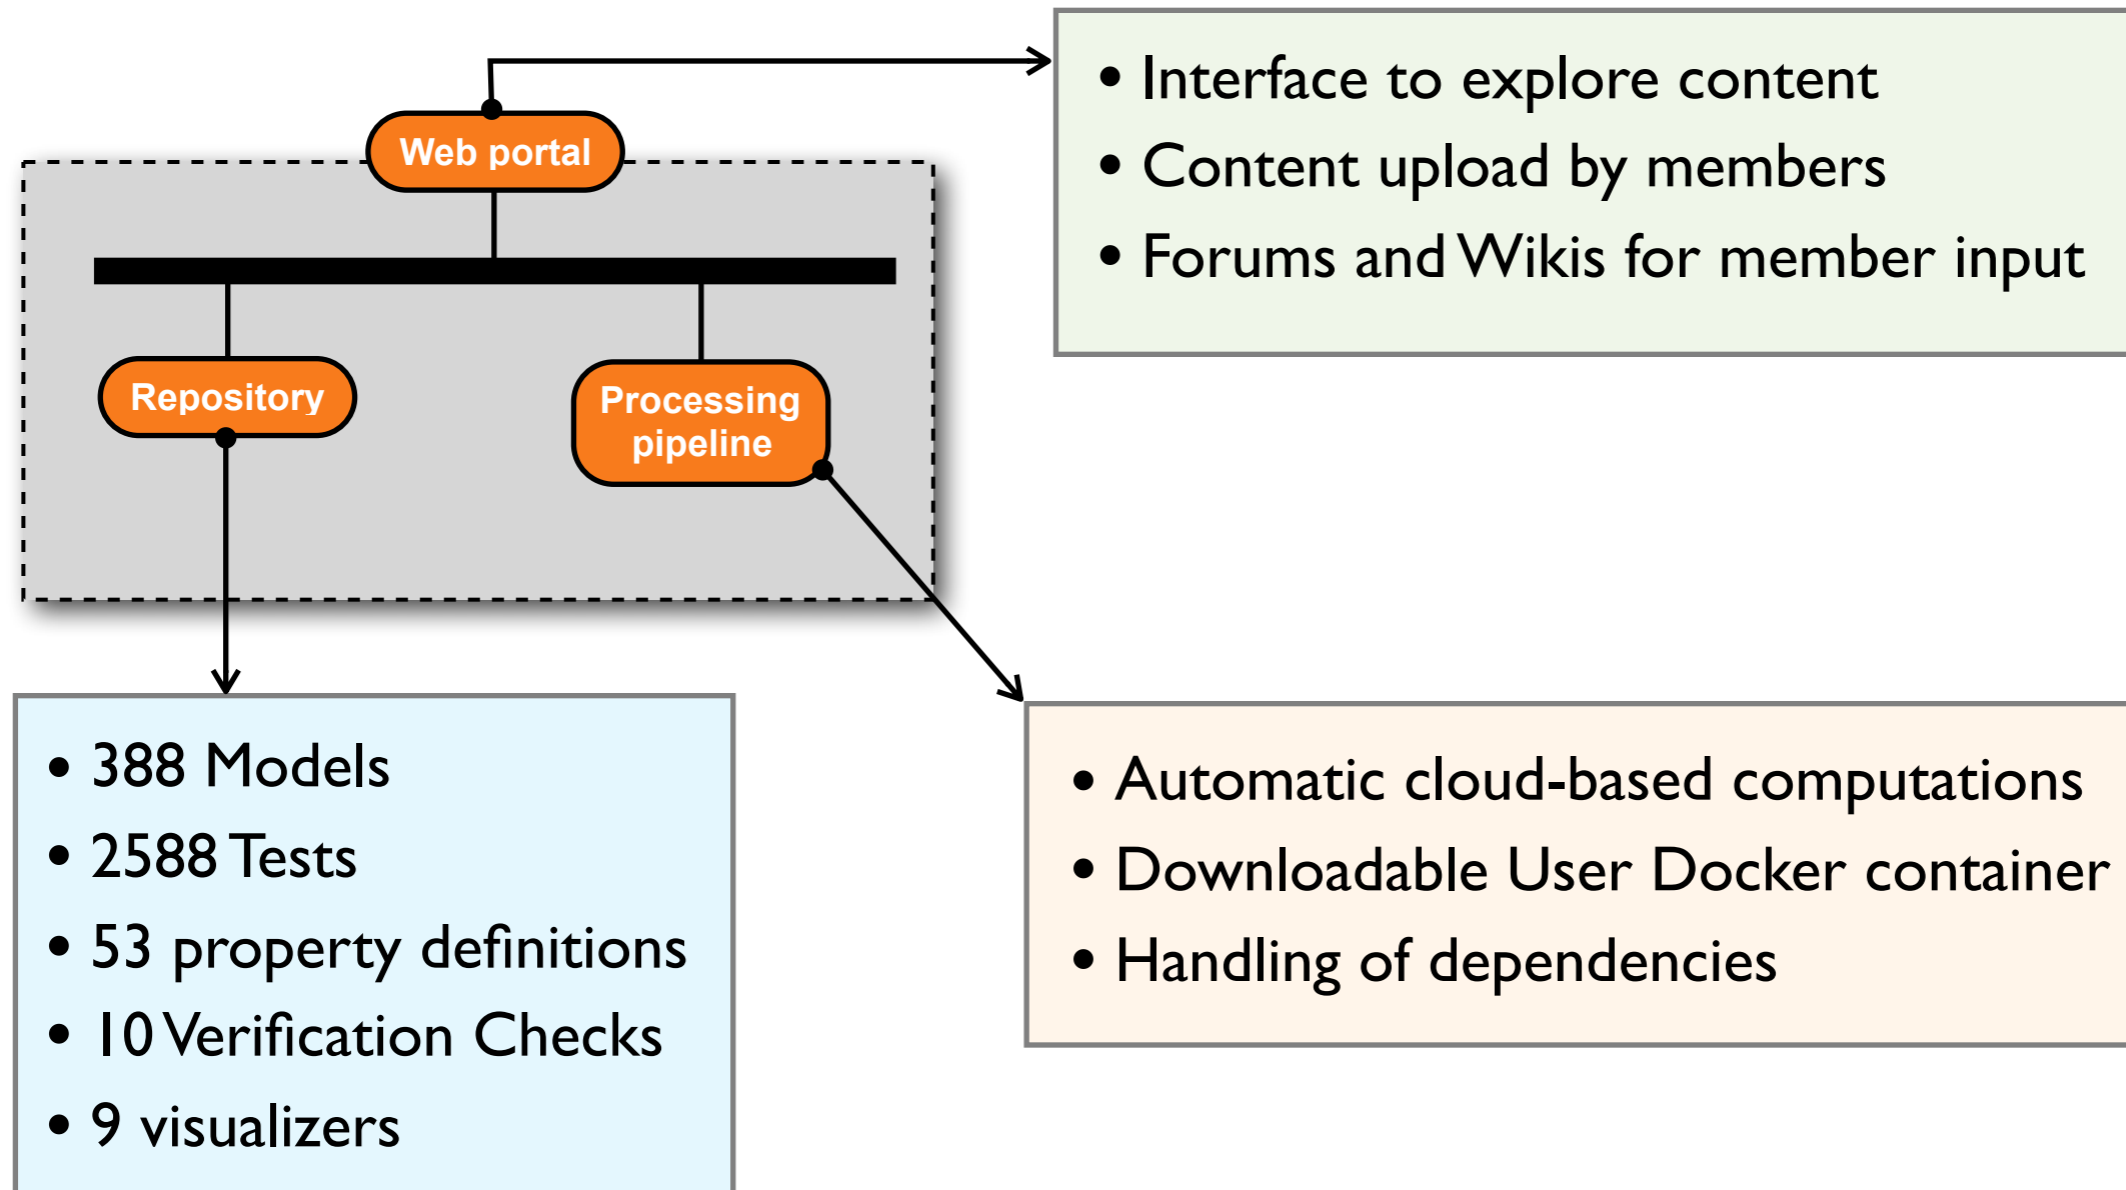 Web portal
Repository
Processing
pipeline
• Interface to explore content
• Content upload by members
• Forums and Wikis for member input
• 388 Models
• 2588 Tests
• 53 property definitions
• 10 Verification Checks
• 9 visualizers
• Automatic cloud-based computations
• Downloadable User Docker container
• Handling of dependencies